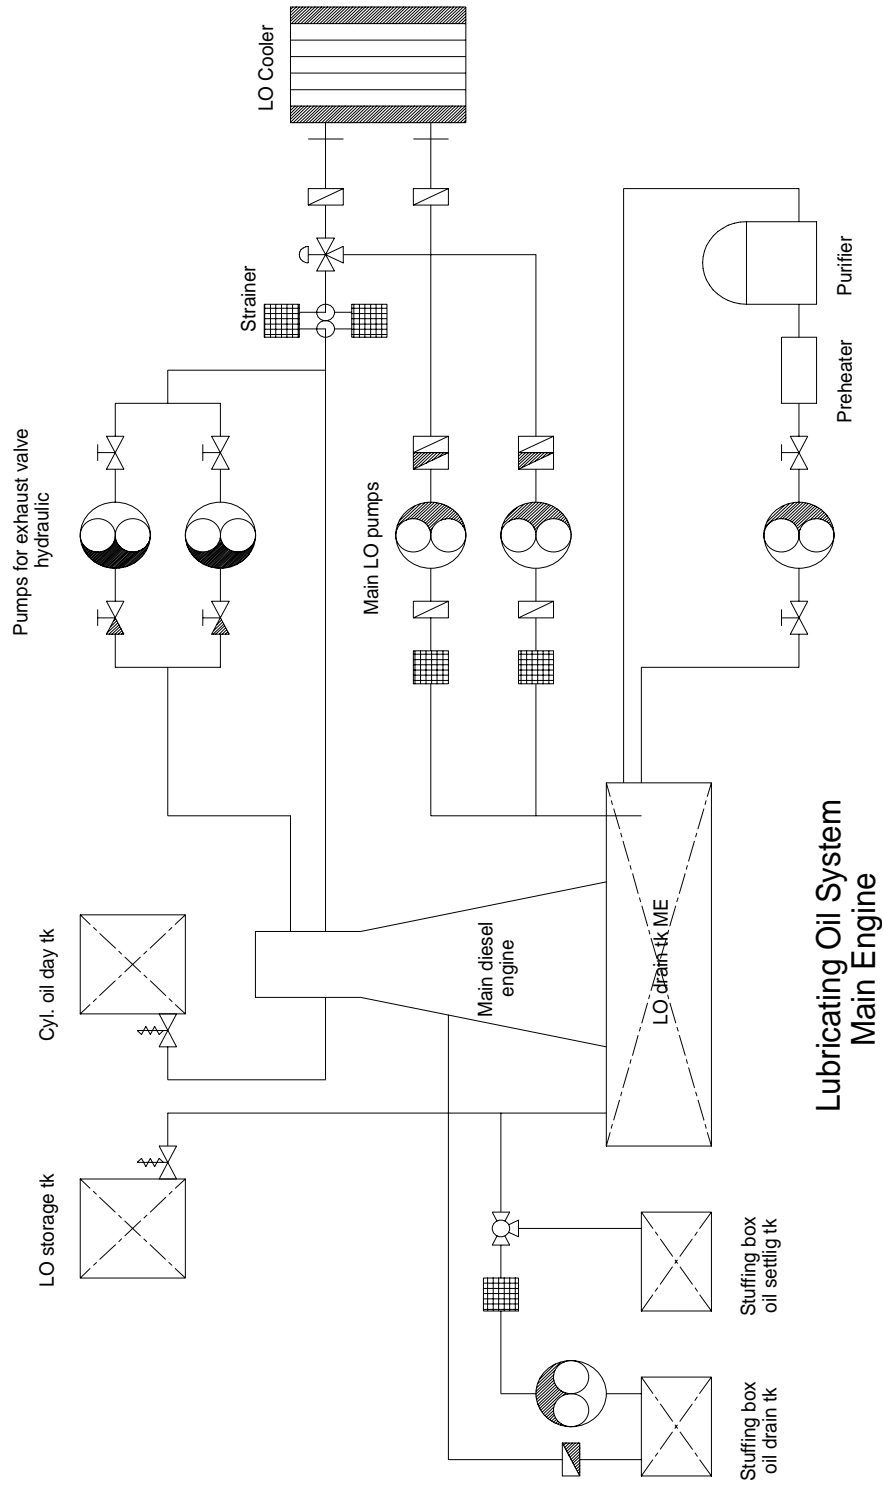 LO storage tk
Cyl. oil day tk
Pumps for exhaust valve
hydraulic
Strainer
LO Cooler
Main LO pumps
Main diesel
engine
LO drain tk ME
Stuffing box
oil drain tk
Stuffing box
oil settlig tk
Preheater
Purifier
Lubricating Oil System
Main Engine